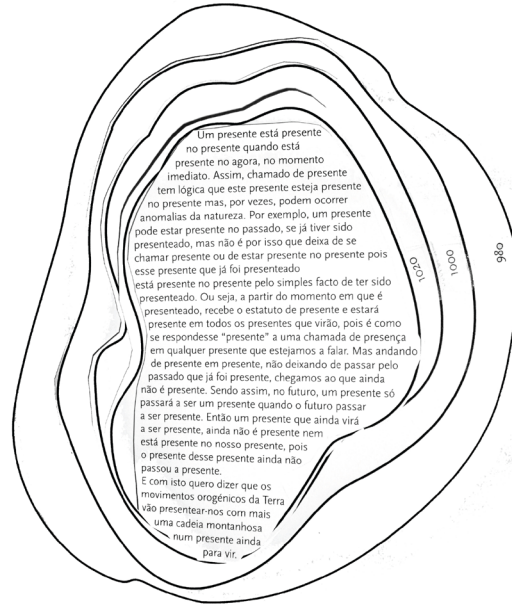 Um presente está presente
no presente quando está
presente no agora, no momento
imediato. Assim, chamado de presente
tem lógica que este presente esteja presente
no presente mas, por vezes, podem ocorrer
anomalias da natureza. Por exemplo, um presente
pode estar presente no passado, se já tiver sido
presenteado, mas não é por isso que deixa de se
chamar presente ou de estar presente no presente pois
esse presente que já foi presenteado
está presente no presente pelo simples facto de ter sido
presenteado. Ou seja, a partir do momento em que é
presenteado, recebe o estatuto de presente e estará
presente em todos os presentes que virão, pois é como
se respondesse “presente” a uma chamada de presença
em qualquer presente que estejamos a falar. Mas andando
de presente em presente, não deixando de passar pelo
passado que já foi presente, chegamos ao que ainda
não é presente. Sendo assim, no futuro, um presente só
passará a ser um presente quando o futuro passar
a ser presente. Então um presente que ainda virá
a ser presente, ainda não é presente nem
está presente no nosso presente, pois
o presente desse presente ainda não
passou a presente.
E com isto quero dizer que os
movimentos orogénicos da Terra
vão presentear-nos com mais
uma cadeia montanhosa
num presente ainda
para vir.
1020
1000
980